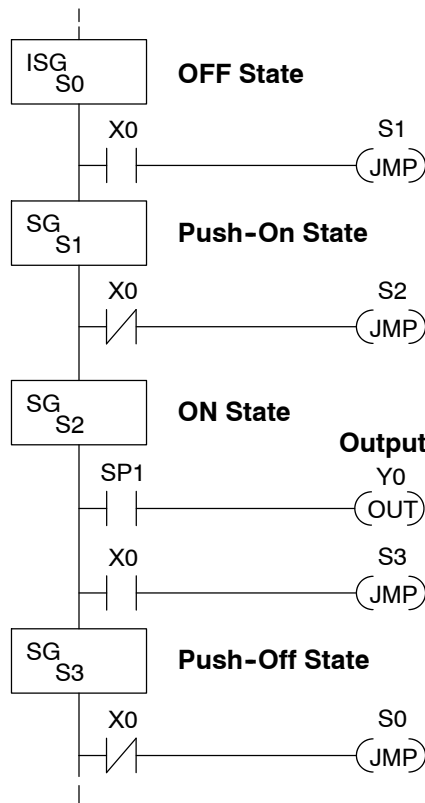 ISG
S0
OFF State
X0
S1
JMP
SG
S1
Push-On State
X0
S2
JMP
SG
S2
ON State
Output
SP1
Y0
OUT
X0
S3
JMP
SG
S3
Push-Off State
X0
S0
JMP